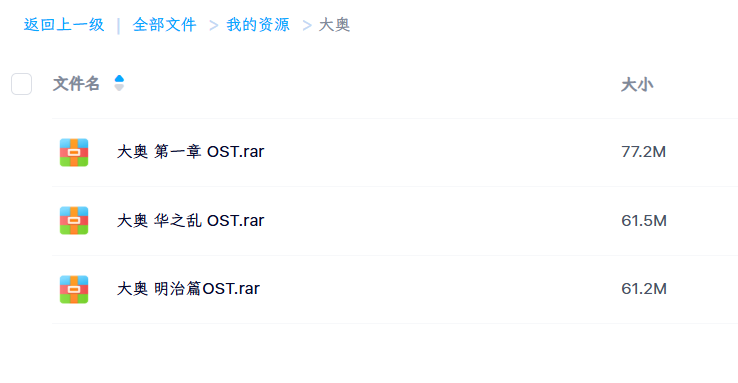 返回上一级 | 全部文件 > 我的资源 > 大奥
文件名 大小
大奥 第一章 OST.rar 77.2M
大奥 华之乱 OST.rar 61.5M
大奥 明治篇OST.rar 61.2M